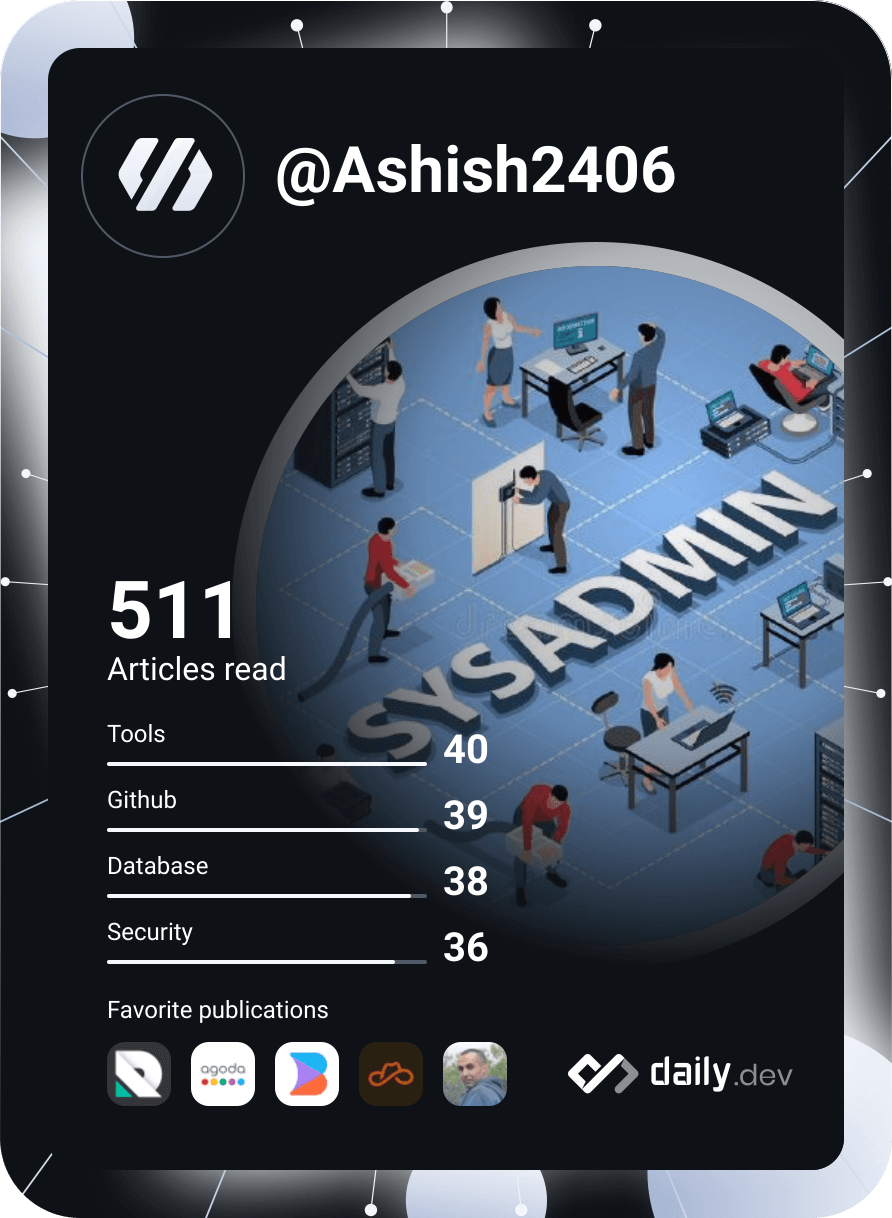 @Ashish2406
SYSADMIN
511
Articles read
Tools
40
Github
39
Database
38
Security
36
Favorite publications
agoda
daily.dev